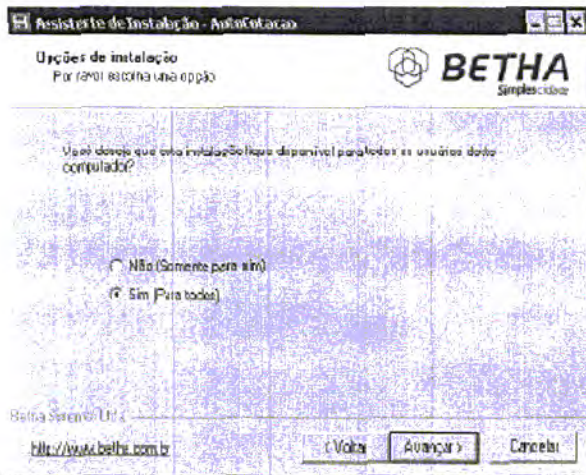 Assistente de Instalação - AutoCotacao
Opções de instalação
Por favor escolha uma opção
BETHA
Simplescidade
Você deseja que esta instalação fique disponível para todos os usuários deste
computador?
Não (Somente para mim)
Sim (Para todos)
Betha Sistemas Ltda
http://www.betha.com.br
< Voltar
Avançar >
Cancelar